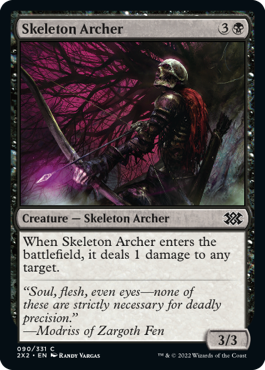 Skeleton Archer 3
Creature — Skeleton Archer
When Skeleton Archer enters the
battlefield, it deals 1 damage to any
target.
“Soul, flesh, even eyes—none of
these are strictly necessary for deadly
precision.”
—Modriss of Zargoth Fen
3/3
090/331 C
2X2 • EN RANDY VARGAS
™ & © 2022 Wizards of the Coast